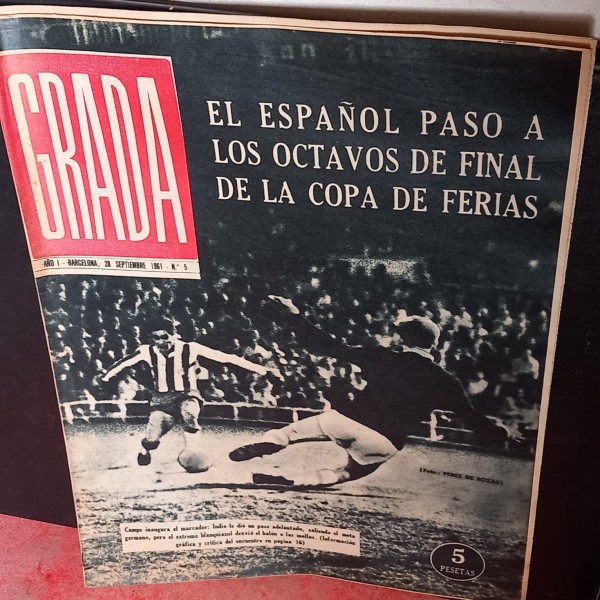 GRADA
AÑO I - BARCELONA, 28 SEPTIEMBRE 1961 - N.º 5
EL ESPAÑOL PASO A
LOS OCTAVOS DE FINAL
DE LA COPA DE FERIAS
(Foto: PEREZ DE ROZAS)
Camps inaugura el marcador: Indio le dió un pase adelantado, saliendo el meta
germano, pero el extremo blanquiazul desvió el balón a las mallas. (Información
gráfica y crítica del encuentro en página 16)
5
PESETAS